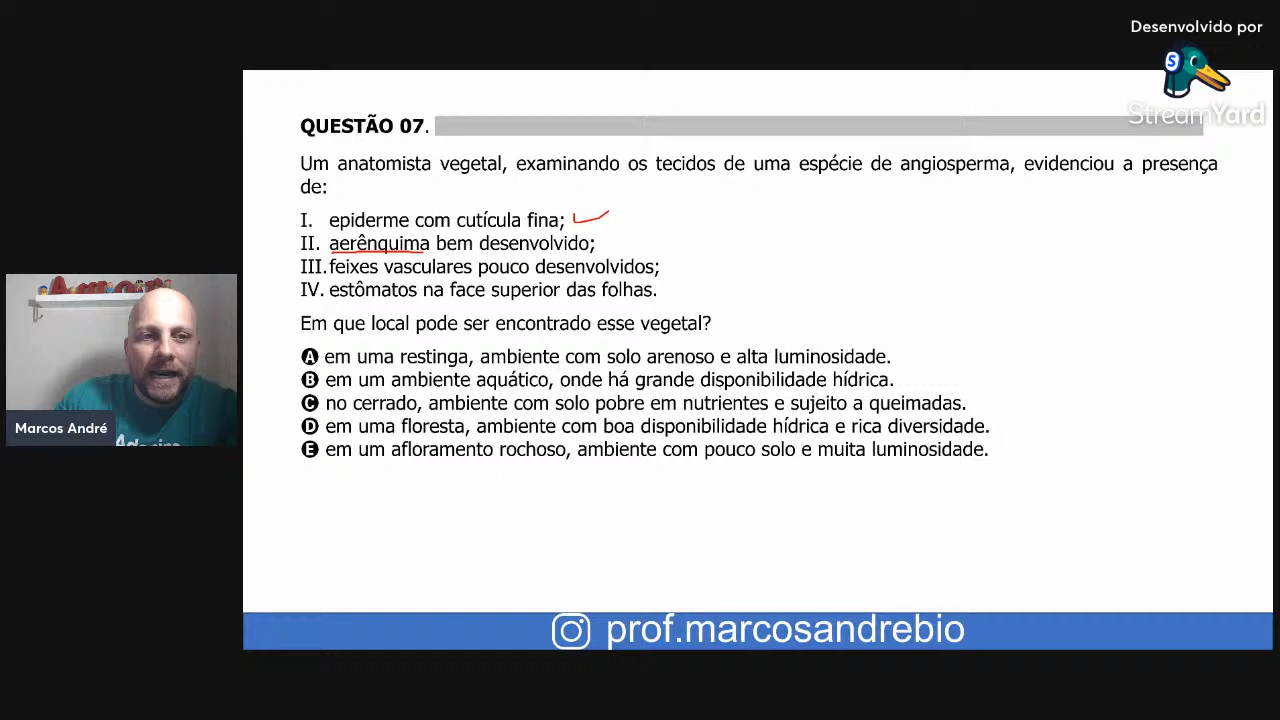 Desenvolvido por
StreamYard
QUESTÃO 07.
Um anatomista vegetal, examinando os tecidos de uma espécie de angiosperma, evidenciou a presença
de:
I. epiderme com cutícula fina;
II. aerênquima bem desenvolvido;
III. feixes vasculares pouco desenvolvidos;
IV. estômatos na face superior das folhas.
Em que local pode ser encontrado esse vegetal?
A em uma restinga, ambiente com solo arenoso e alta luminosidade.
B em um ambiente aquático, onde há grande disponibilidade hídrica.
C no cerrado, ambiente com solo pobre em nutrientes e sujeito a queimadas.
D em uma floresta, ambiente com boa disponibilidade hídrica e rica diversidade.
E em um afloramento rochoso, ambiente com pouco solo e muita luminosidade.
Marcos André
prof.marcosandrebio